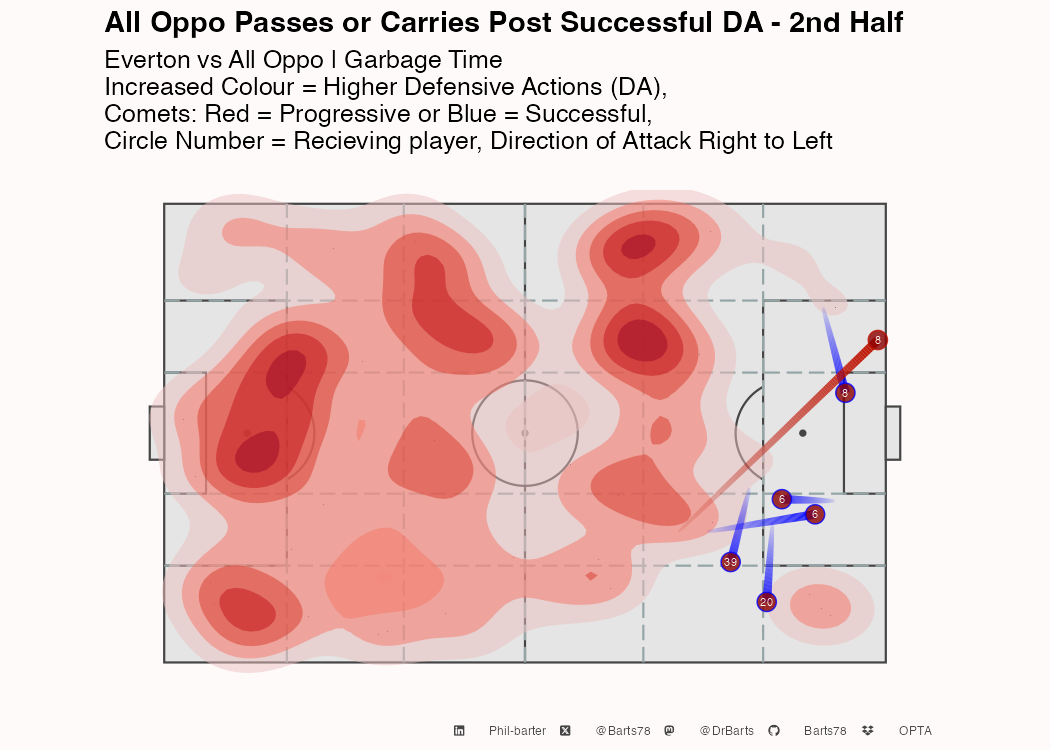 All Oppo Passes or Carries Post Successful DA - 2nd Half
Everton vs All Oppo | Garbage Time
Increased Colour = Higher Defensive Actions (DA),
Comets: Red = Progressive or Blue = Successful,
Circle Number = Recieving player, Direction of Attack Right to Left
8
8
6
6
39
20
Phil-barter @Barts78 @DrBarts Barts78 OPTA